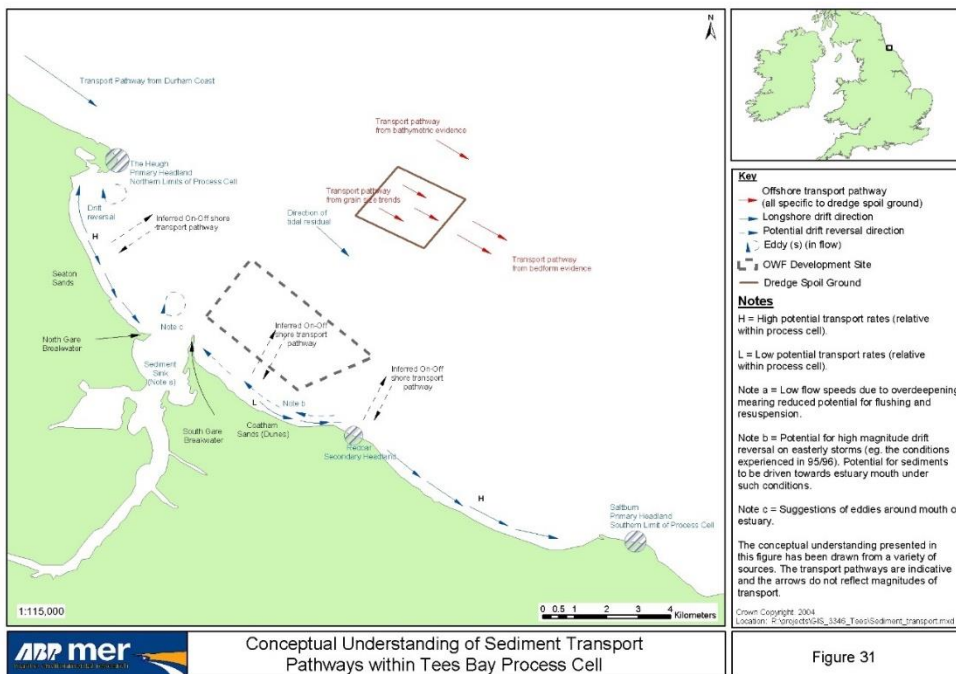 N
Transport Pathway from Durham Coast
The Heugh
Primary Headland
Northern Limits of Process Cell
Drift
reversal
Inferred On-Off shore
transport pathway
H
Seaton
Sands
North Gare
Breakwater
Note c
Sediment
Sink
(Note a)
South Gare
Breakwater
Transport pathway
from bathymetric evidence
Transport pathway
from grain size trends
Direction of
tidal residual
Transport pathway
from bedform evidence
Inferred On-Off
shore transport
pathway
Inferred On-Off
shore transport
pathway
L
Note b
Coatham
Sands (Dunes)
Redcar
Secondary Headland
H
Saltburn
Primary Headland
Southern Limit of Process Cell
1:115,000
0 0.5 1 2 3 4
Kilometers
Key
Offshore transport pathway
(all specific to dredge spoil ground)
Longshore drift direction
Potential drift reversal direction
Eddy (s) (in flow)
OWF Development Site
Dredge Spoil Ground
Notes
H = High potential transport rates (relative
within process cell).
L = Low potential transport rates (relative
within process cell).
Note a = Low flow speeds due to overdeepening
mearing reduced potential for flushing and
resuspension.
Note b = Potential for high magnitude drift
reversal on easterly storms (eg. the conditions
experienced in 95/96). Potential for sediments
to be driven towards estuary mouth under
such conditions.
Note c = Suggestions of eddies around mouth of
estuary.
The conceptual understanding presented in
this figure has been drawn from a variety of
sources. The transport pathways are indicative
and the arrows do not reflect magnitudes of
transport.
Crown Copyright. 2004
Location: R:\projects\GIS_3346_Tees\Sediment_transport.mxd
ABP mer
Conceptual Understanding of Sediment Transport
Pathways within Tees Bay Process Cell
Figure 31